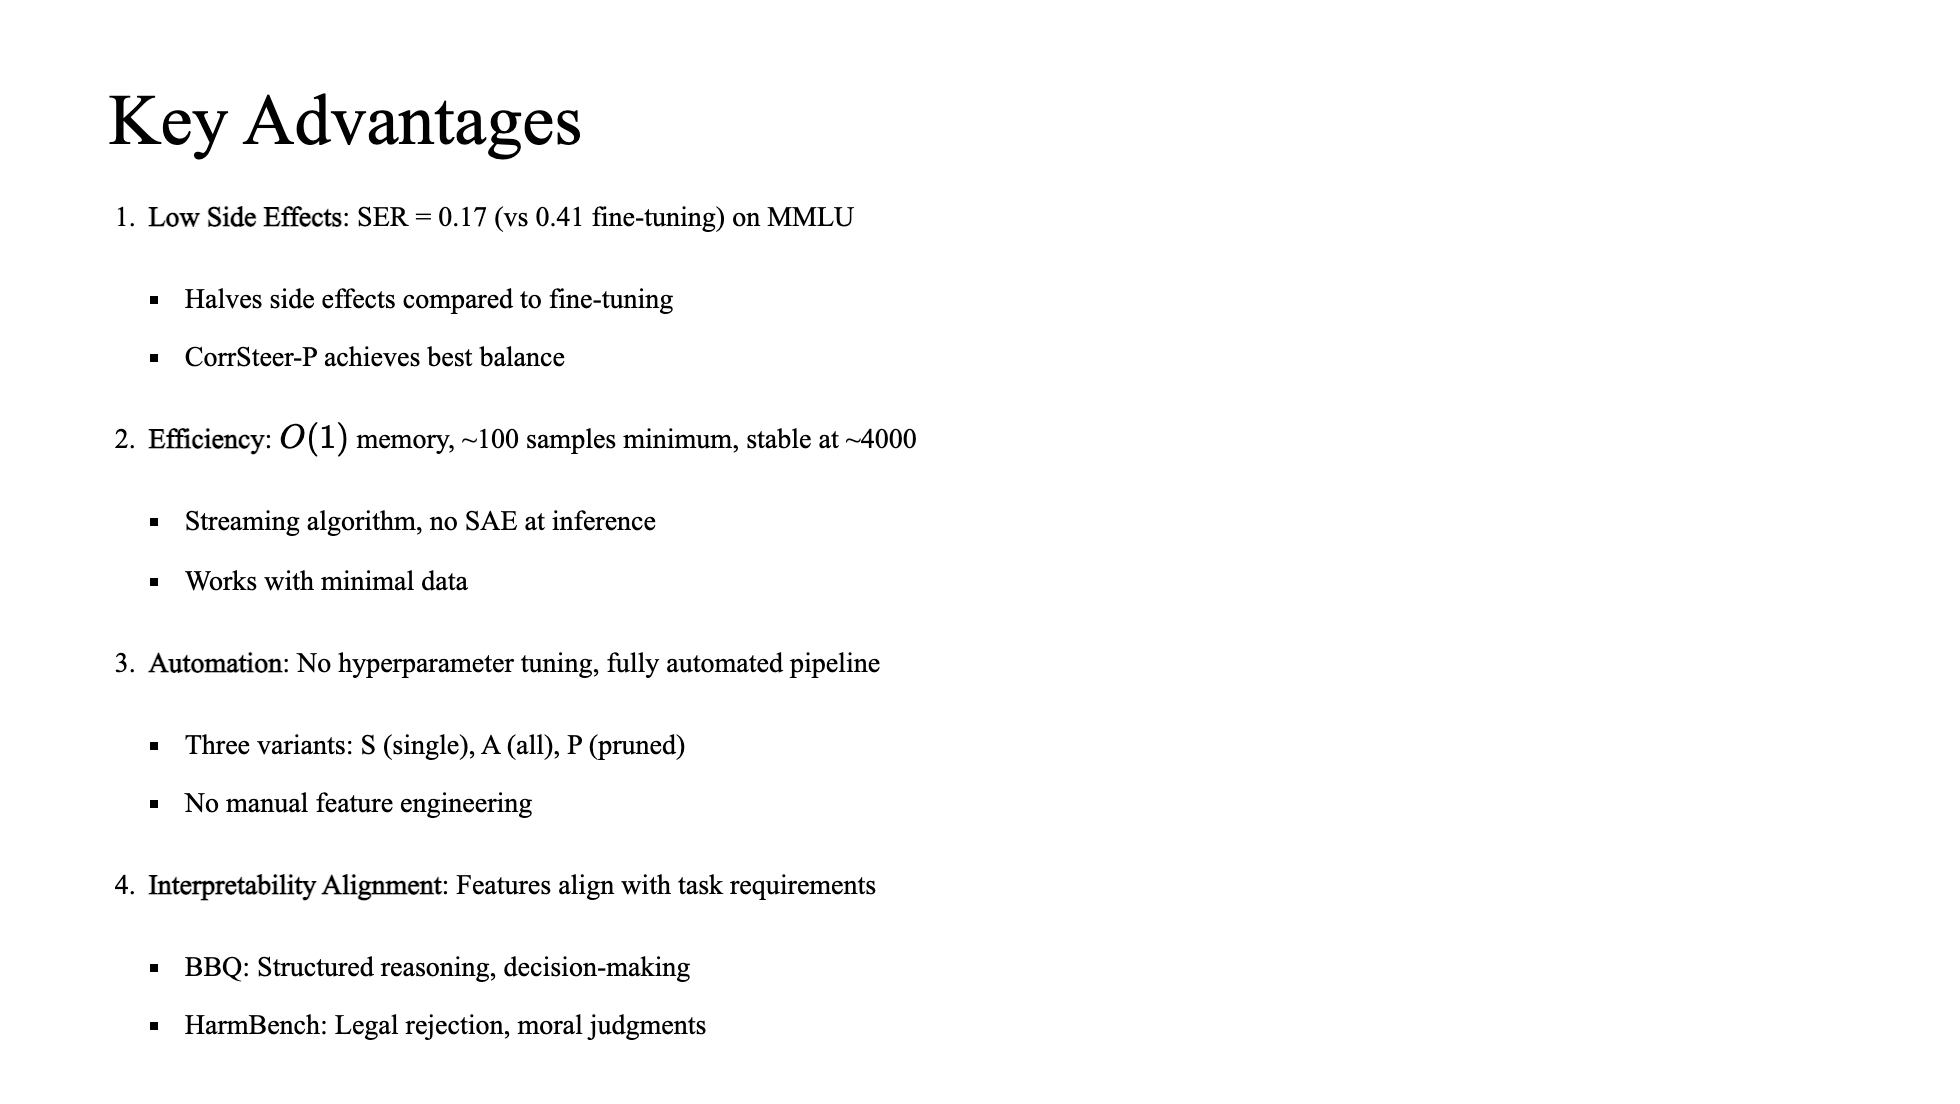 Key Advantages
1. Low Side Effects: SER = 0.17 (vs 0.41 fine-tuning) on MMLU
▪ Halves side effects compared to fine-tuning
▪ CorrSteer-P achieves best balance
2. Efficiency: O(1) memory, ~100 samples minimum, stable at ~4000
▪ Streaming algorithm, no SAE at inference
▪ Works with minimal data
3. Automation: No hyperparameter tuning, fully automated pipeline
▪ Three variants: S (single), A (all), P (pruned)
▪ No manual feature engineering
4. Interpretability Alignment: Features align with task requirements
▪ BBQ: Structured reasoning, decision-making
▪ HarmBench: Legal rejection, moral judgments